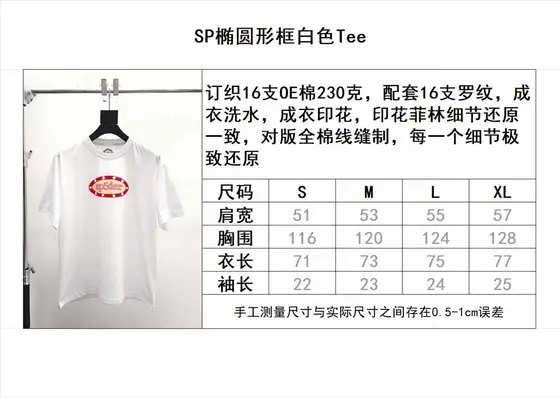 SP椭圆形框白色Tee
订织16支OE棉230克，配套16支罗纹，成
衣洗水，成衣印花，印花菲林细节还原
一致，对版全棉线缝制，每一个细节极
致还原
sp5der
尺码 S M L XL
肩宽 51 53 55 57
胸围 116 120 124 128
衣长 71 73 75 77
袖长 22 23 24 25
手工测量尺寸与实际尺寸之间存在0.5-1cm误差